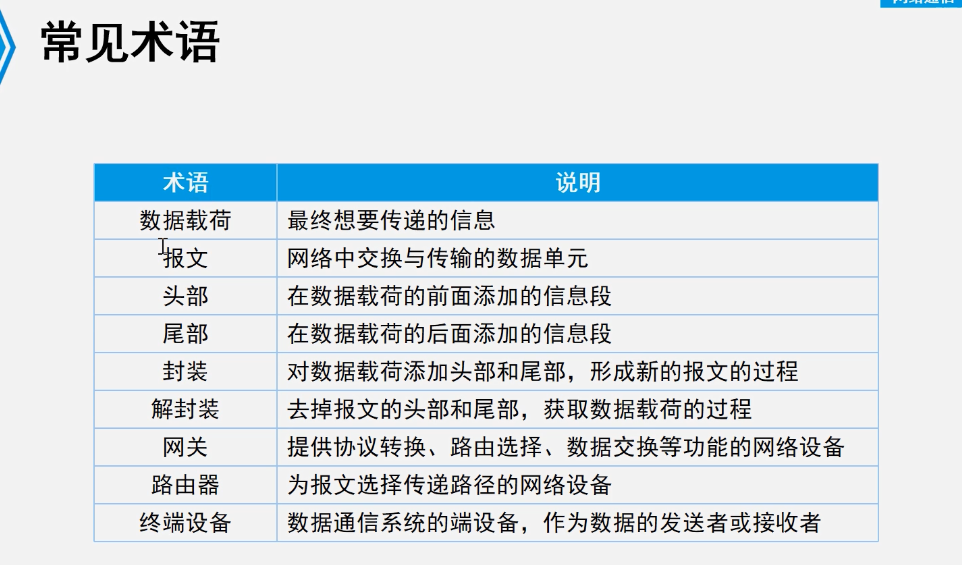 网络通信
常见术语
术语 说明
数据载荷 最终想要传递的信息
报文 网络中交换与传输的数据单元
头部 在数据载荷的前面添加的信息段
尾部 在数据载荷的后面添加的信息段
封装 对数据载荷添加头部和尾部，形成新的报文的过程
解封装 去掉报文的头部和尾部，获取数据载荷的过程
网关 提供协议转换、路由选择、数据交换等功能的网络设备
路由器 为报文选择传递路径的网络设备
终端设备 数据通信系统的端设备，作为数据的发送者或接收者